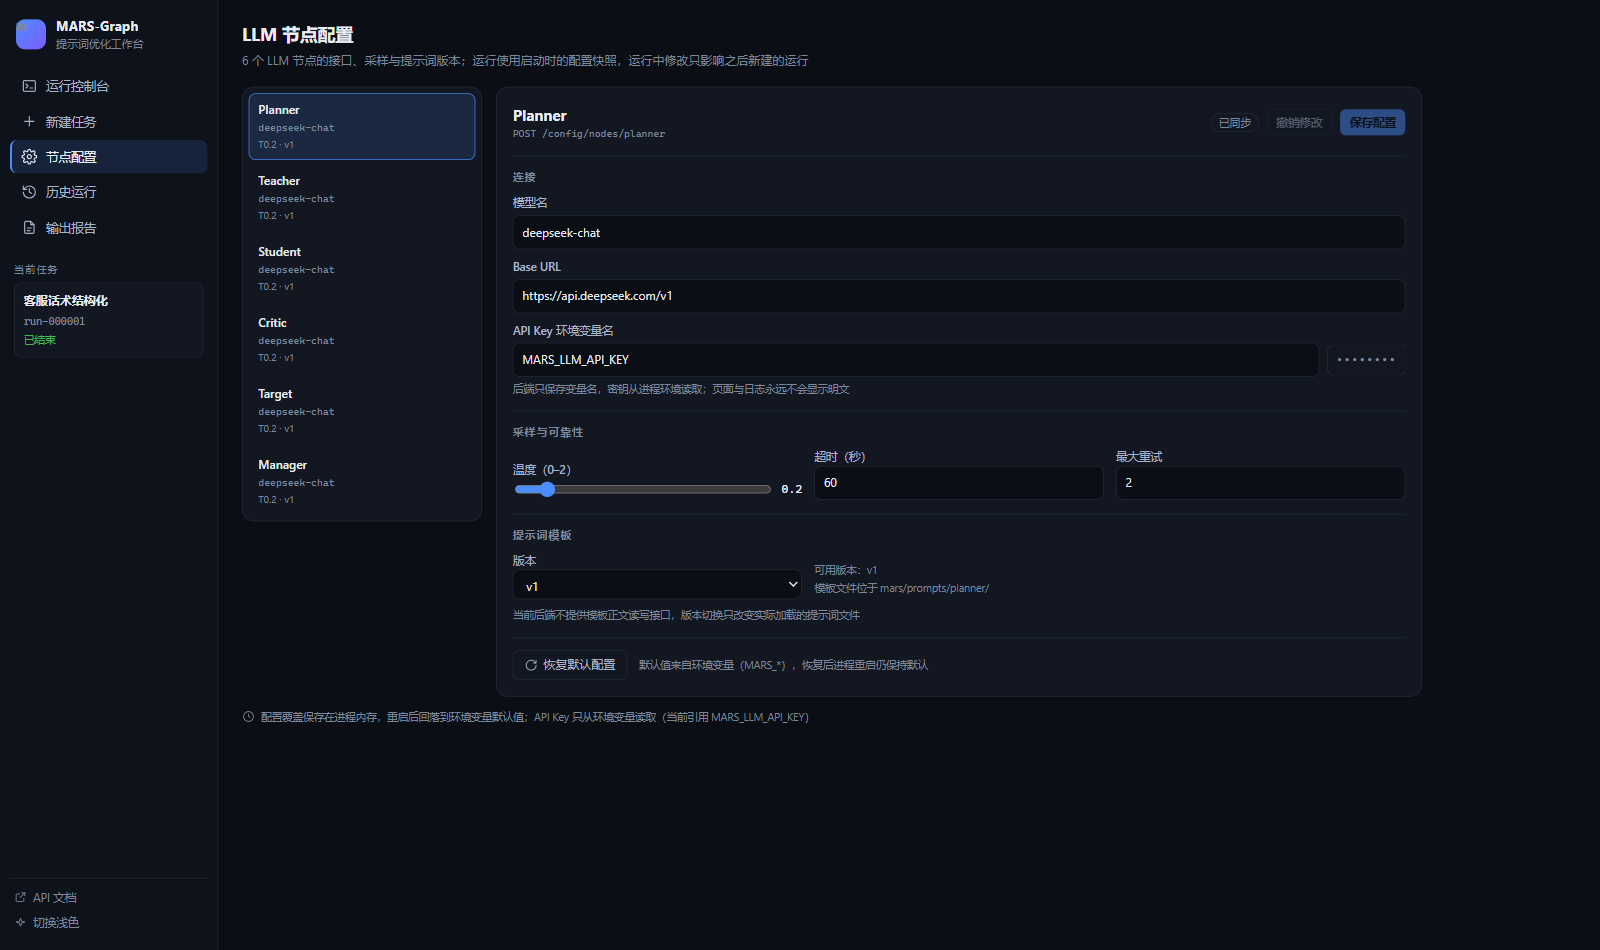 MARS-Graph
提示词优化工作台
运行控制台
新建任务
节点配置
历史运行
输出报告
当前任务
客服话术结构化
run-000001
已结束
API 文档
切换浅色
LLM 节点配置
6 个 LLM 节点的接口、采样与提示词版本；运行使用启动时的配置快照，运行中修改只影响之后新建的运行
Planner
deepseek-chat
T0.2 · v1
Teacher
deepseek-chat
T0.2 · v1
Student
deepseek-chat
T0.2 · v1
Critic
deepseek-chat
T0.2 · v1
Target
deepseek-chat
T0.2 · v1
Manager
deepseek-chat
T0.2 · v1
Planner
POST /config/nodes/planner
已同步
撤销修改
保存配置
连接
模型名
deepseek-chat
Base URL
https://api.deepseek.com/v1
API Key 环境变量名
MARS_LLM_API_KEY
••••••••
后端只保存变量名，密钥从进程环境读取；页面与日志永远不会显示明文
采样与可靠性
温度（0–2）
0.2
超时（秒）
60
最大重试
2
提示词模板
版本
v1
可用版本：v1
模板文件位于 mars/prompts/planner/
当前后端不提供模板正文读写接口，版本切换只改变实际加载的提示词文件
恢复默认配置
默认值来自环境变量（MARS_*），恢复后进程重启仍保持默认
配置覆盖保存在进程内存，重启后回落到环境变量默认值；API Key 只从环境变量读取（当前引用 MARS_LLM_API_KEY）